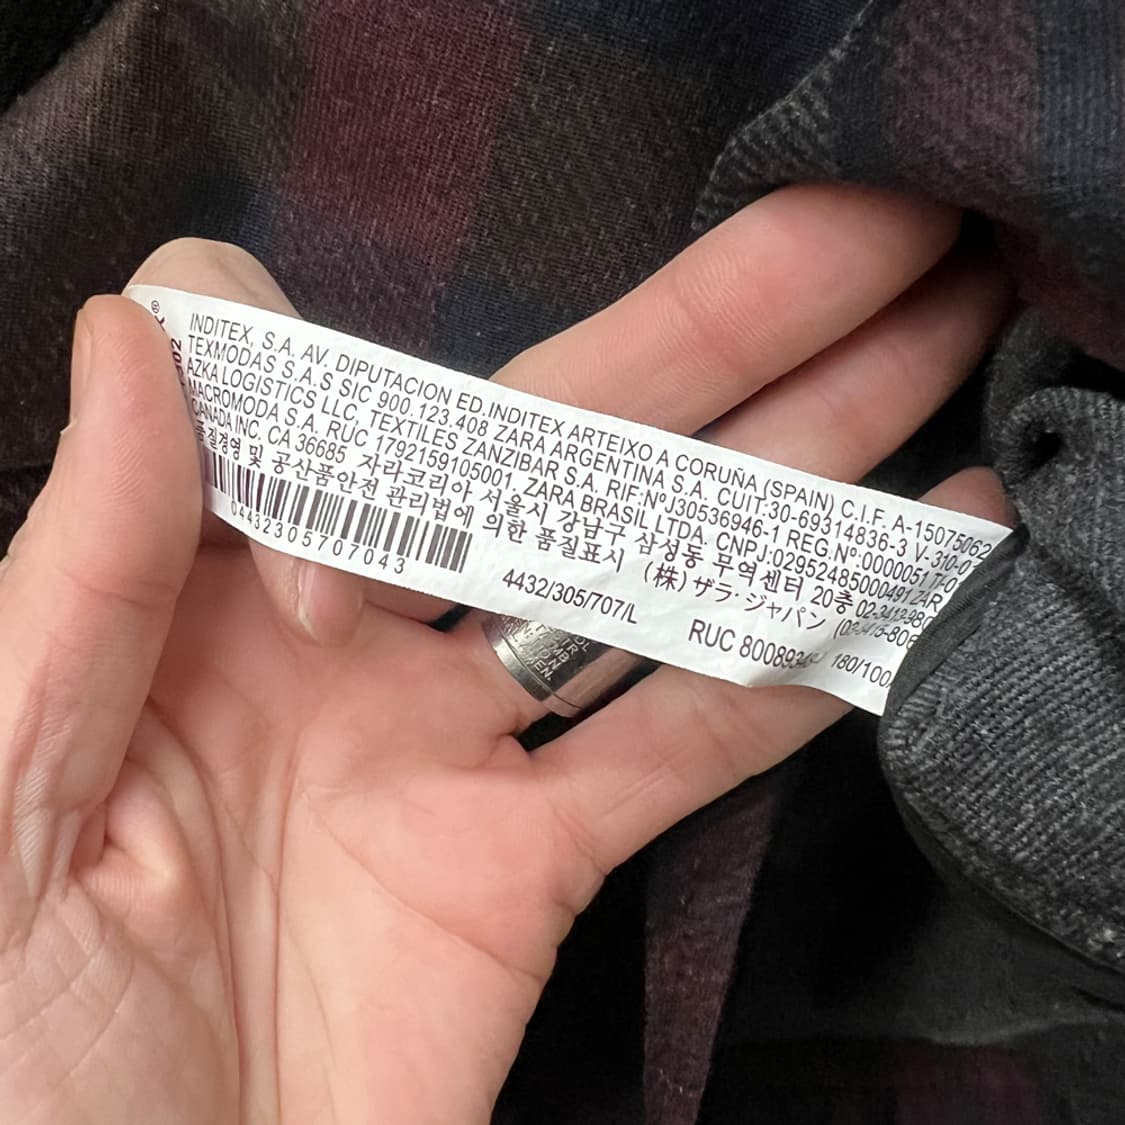 INDITEX, S.A. AV. DIPUTACION ED.INDITEX ARTEIXO A CORUÑA (SPAIN) C.I.F. A-15075062
TEXMODAS S.A.S SIC 900.123.408 ZARA ARGENTINA S.A. CUIT:30-69314836-3 V-310-0
AZKA LOGISTICS LLC, TEXTILES ZANZIBAR S.A. RIF:Nº J30536946-1 REG.Nº:0000051
MACROMODA S.A. RUC 1792159105001, ZARA BRASIL LTDA. CNPJ:02952485000491 ZAR
CANADA INC. CA 36685 자라코리아 서울시 강남구 삼성동 무역센터 20층
품질경영 및 공산품안전 관리법에 의한 품질표시 (株)ザラ・ジャパン
04432305707043
4432/305/707/L
RUC 180/100
TOL
MEN.